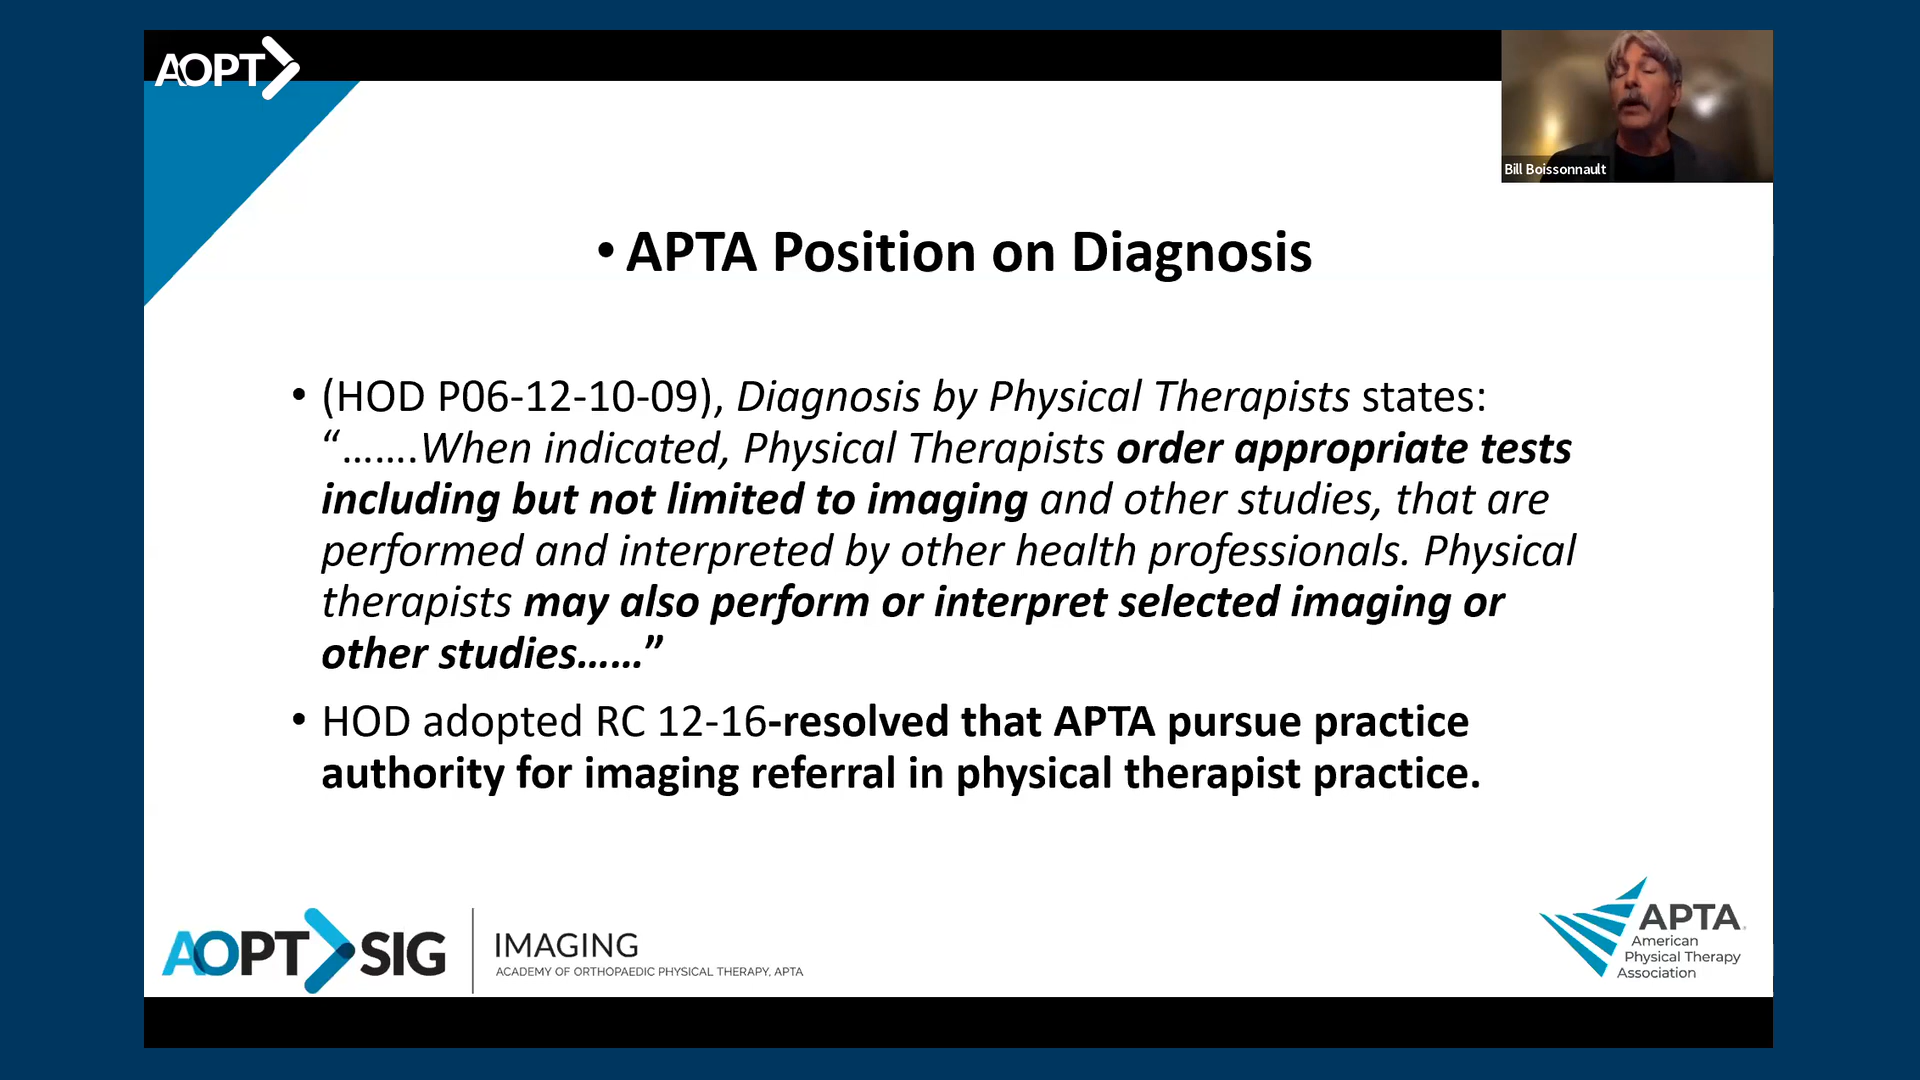 AOPT
Bill Boissonnault
• APTA Position on Diagnosis
• (HOD P06-12-10-09), Diagnosis by Physical Therapists states:
“…….When indicated, Physical Therapists order appropriate tests
including but not limited to imaging and other studies, that are
performed and interpreted by other health professionals. Physical
therapists may also perform or interpret selected imaging or
other studies……”
• HOD adopted RC 12-16-resolved that APTA pursue practice
authority for imaging referral in physical therapist practice.
AOPT SIG
IMAGING
ACADEMY OF ORTHOPAEDIC PHYSICAL THERAPY, APTA
APTA
American
Physical Therapy
Association